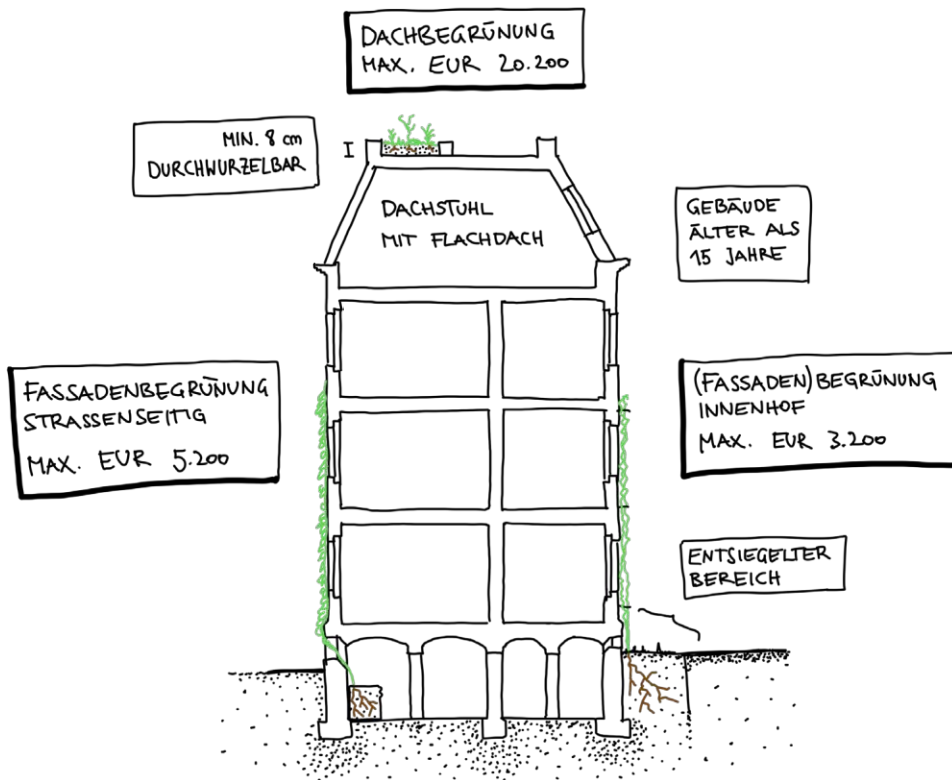 DACHBEGRÜNUNG
MAX. EUR 20.200
MIN. 8 cm
DURCHWURZELBAR
DACHSTUHL
MIT FLACHDACH
GEBÄUDE
ÄLTER ALS
15 JAHRE
FASSADENBEGRÜNUNG
STRASSENSEITIG
MAX. EUR 5.200
(FASSADEN)BEGRÜNUNG
INNENHOF
MAX. EUR 3.200
ENTSIEGELTER
BEREICH